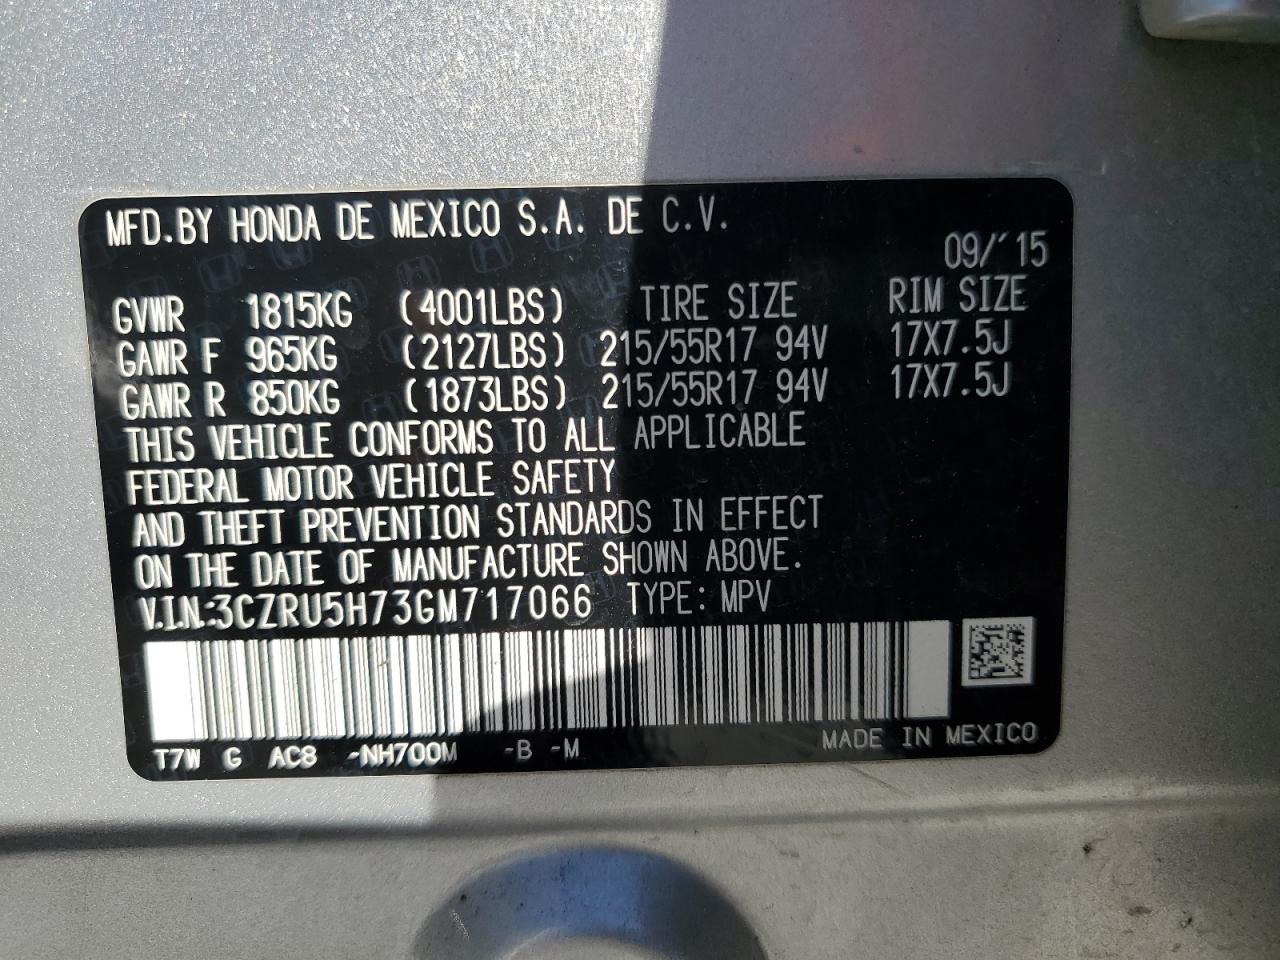 MFD.BY HONDA DE MEXICO S.A. DE C.V.
09/´15
GVWR 1815KG (4001LBS) TIRE SIZE RIM SIZE
GAWR F 965KG (2127LBS) 215/55R17 94V 17X7.5J
GAWR R 850KG (1873LBS) 215/55R17 94V 17X7.5J
THIS VEHICLE CONFORMS TO ALL APPLICABLE
FEDERAL MOTOR VEHICLE SAFETY
AND THEFT PREVENTION STANDARDS IN EFFECT
ON THE DATE OF MANUFACTURE SHOWN ABOVE.
V.I.N.:3CZRU5H73GM717066 TYPE: MPV
T7W G AC8 -NH700M -B -M MADE IN MEXICO